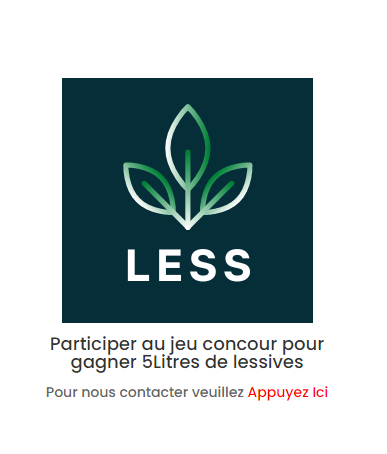 LESS
Participer au jeu concour pour
gagner 5Litres de lessives
Pour nous contacter veuillez Appuyez Ici